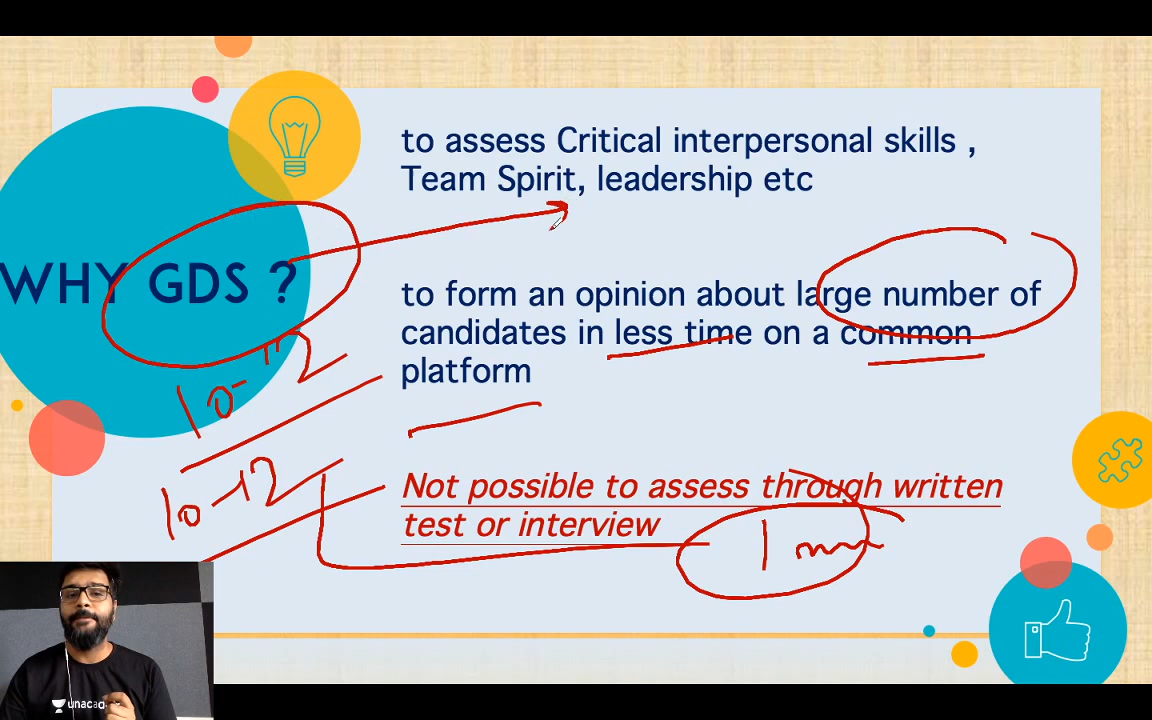 to assess Critical interpersonal skills ,
Team Spirit, leadership etc
WHY GDS ?
to form an opinion about large number of
candidates in less time on a common
platform
10-12
10-12
Not possible to assess through written
test or interview
1